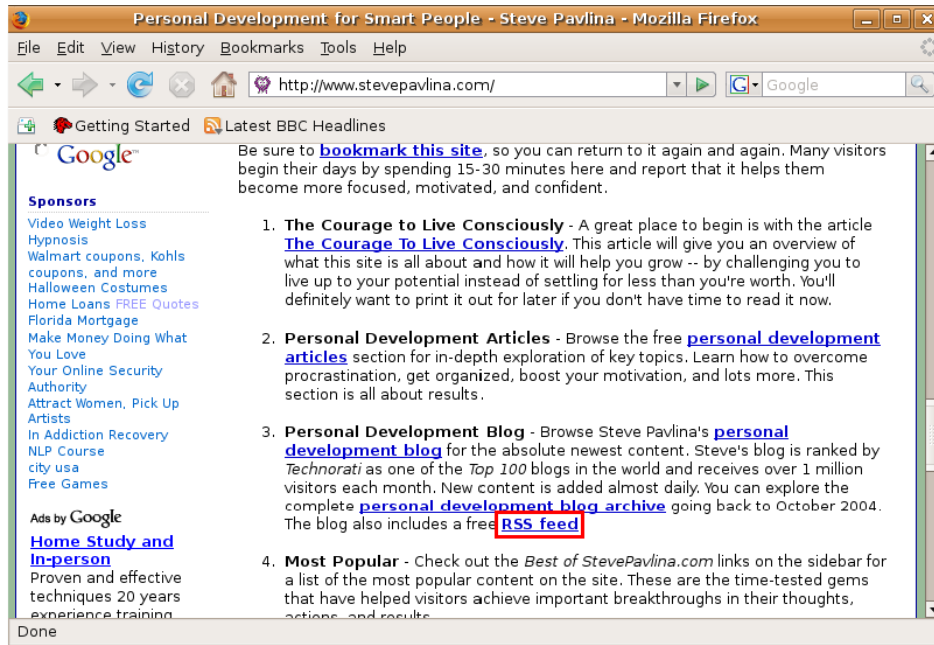 Personal Development for Smart People - Steve Pavlina - Mozilla Firefox
File Edit View History Bookmarks Tools Help
http://www.stevepavlina.com/
G Google
Getting Started Latest BBC Headlines
Google™
Sponsors
Video Weight Loss
Hypnosis
Walmart coupons, Kohls
coupons, and more
Halloween Costumes
Home Loans FREE Quotes
Florida Mortgage
Make Money Doing What
You Love
Your Online Security
Authority
Attract Women, Pick Up
Artists
In Addiction Recovery
NLP Course
city usa
Free Games
Ads by Google
Home Study and
In-person
Proven and effective
techniques 20 years
experience training
Be sure to bookmark this site, so you can return to it again and again. Many visitors
begin their days by spending 15-30 minutes here and report that it helps them
become more focused, motivated, and confident.
1. The Courage to Live Consciously - A great place to begin is with the article
The Courage To Live Consciously. This article will give you an overview of
what this site is all about and how it will help you grow -- by challenging you to
live up to your potential instead of settling for less than you're worth. You'll
definitely want to print it out for later if you don't have time to read it now.
2. Personal Development Articles - Browse the free personal development
articles section for in-depth exploration of key topics. Learn how to overcome
procrastination, get organized, boost your motivation, and lots more. This
section is all about results.
3. Personal Development Blog - Browse Steve Pavlina's personal
development blog for the absolute newest content. Steve's blog is ranked by
Technorati as one of the Top 100 blogs in the world and receives over 1 million
visitors each month. New content is added almost daily. You can explore the
complete personal development blog archive going back to October 2004.
The blog also includes a free RSS feed
4. Most Popular - Check out the Best of StevePavlina.com links on the sidebar for
a list of the most popular content on the site. These are the time-tested gems
that have helped visitors achieve important breakthroughs in their thoughts,
actions, and results.
Done